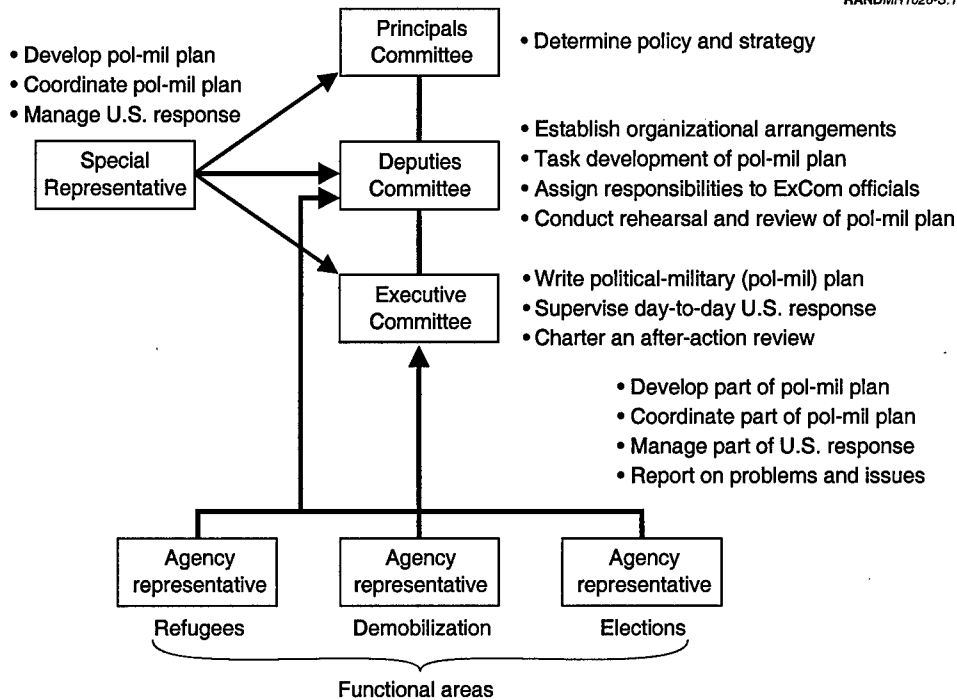 Principals
Committee
• Determine policy and strategy
• Develop pol-mil plan
• Coordinate pol-mil plan
• Manage U.S. response
Special
Representative
Deputies
Committee
• Establish organizational arrangements
• Task development of pol-mil plan
• Assign responsibilities to ExCom officials
• Conduct rehearsal and review of pol-mil plan
Executive
Committee
• Write political-military (pol-mil) plan
• Supervise day-to-day U.S. response
• Charter an after-action review
• Develop part of pol-mil plan
• Coordinate part of pol-mil plan
• Manage part of U.S. response
• Report on problems and issues
Agency
representative
Refugees
Agency
representative
Demobilization
Agency
representative
Elections
Functional areas